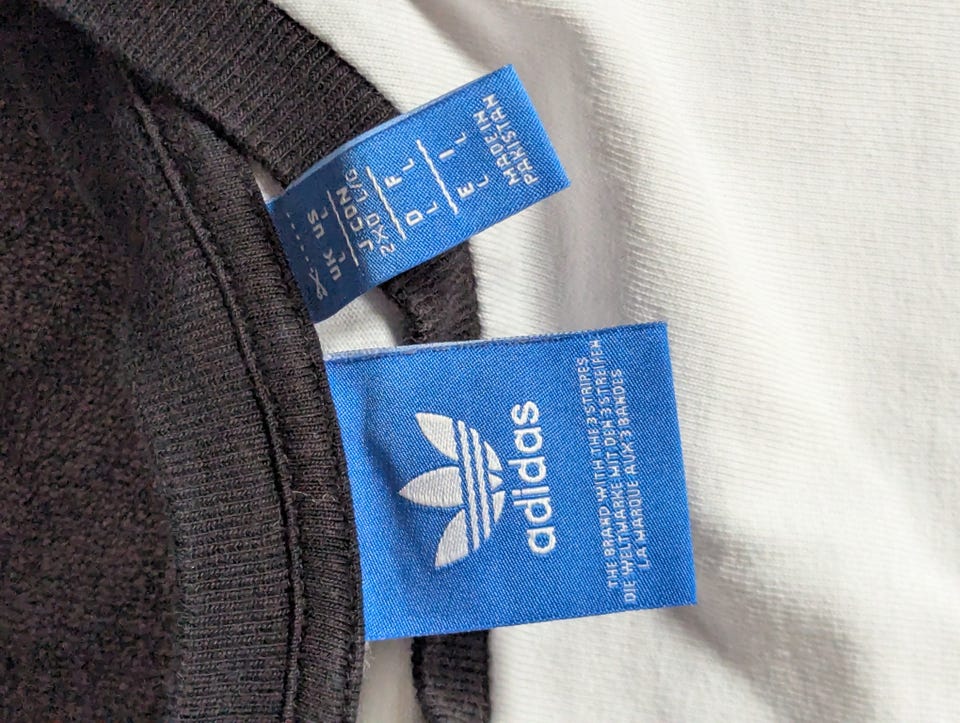 adidas
THE BRAND WITH THE 3 STRIPES
DIE WELTMARKE MIT DEN 3 STREIFEN
LA MARQUE AUX 3 BANDES
UK US
L L
J CON
2XO G/G
D F
L L
E I
L L
MADE IN
PAKISTAN